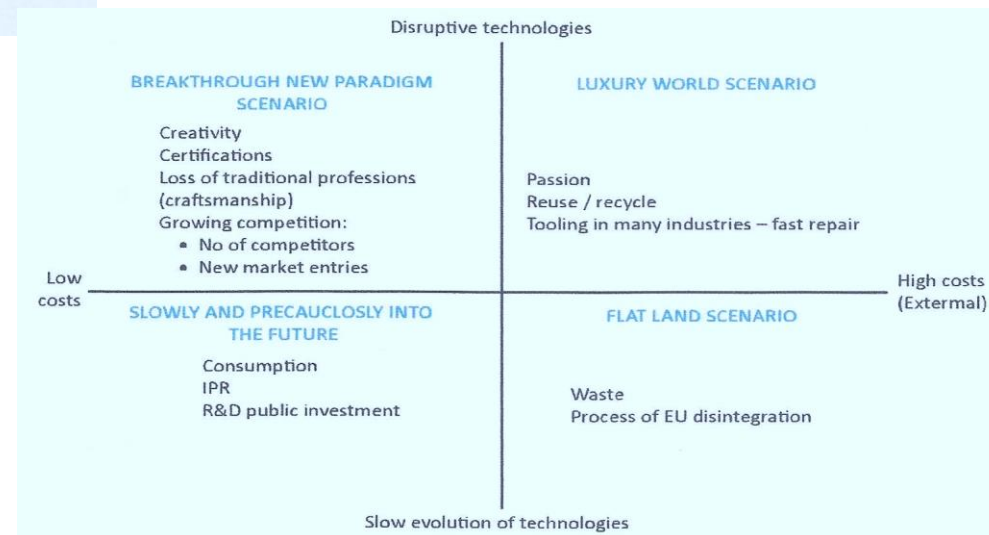 Disruptive technologies
BREAKTHROUGH NEW PARADIGM
SCENARIO
Creativity
Certifications
Loss of traditional professions
(craftsmanship)
Growing competition:
• No of competitors
• New market entries
LUXURY WORLD SCENARIO
Passion
Reuse / recycle
Tooling in many industries – fast repair
Low
costs
High costs
(Extermal)
SLOWLY AND PRECAUCLOSLY INTO
THE FUTURE
Consumption
IPR
R&D public investment
FLAT LAND SCENARIO
Waste
Process of EU disintegration
Slow evolution of technologies